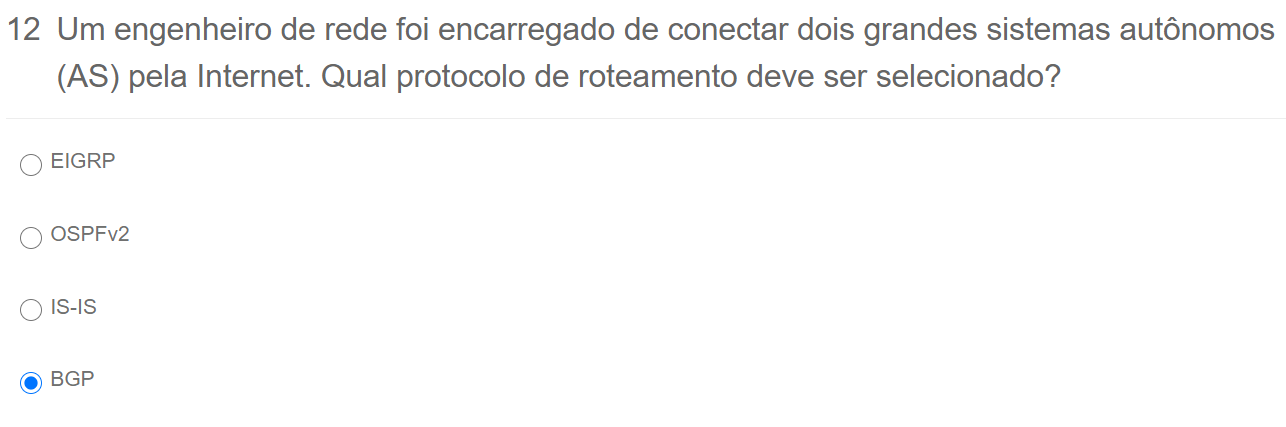 12 Um engenheiro de rede foi encarregado de conectar dois grandes sistemas autônomos
(AS) pela Internet. Qual protocolo de roteamento deve ser selecionado?
EIGRP
OSPFv2
IS-IS
BGP